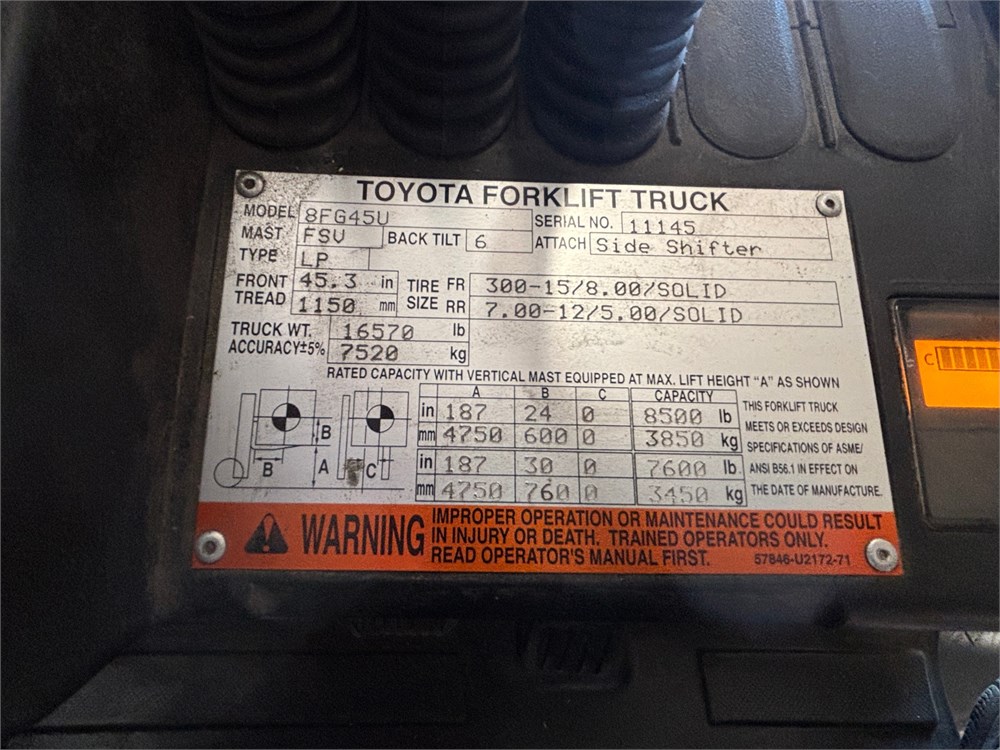 TOYOTA FORKLIFT TRUCK
MODEL 8FG45U SERIAL NO. 11145
MAST FSV BACK TILT 6 ATTACH Side Shifter
TYPE LP
FRONT TREAD 45.3 in TIRE SIZE FR 300-15/8.00/SOLID
1150 mm RR 7.00-12/5.00/SOLID
TRUCK WT. 16570 lb
ACCURACY±5% 7520 kg
RATED CAPACITY WITH VERTICAL MAST EQUIPPED AT MAX. LIFT HEIGHT "A" AS SHOWN
A B C CAPACITY
in 187 24 0 8500 lb
mm 4750 600 0 3850 kg
in 187 30 0 7600 lb
mm 4750 760 0 3450 kg
B
B A C
THIS FORKLIFT TRUCK
MEETS OR EXCEEDS DESIGN
SPECIFICATIONS OF ASME/
ANSI B56.1 IN EFFECT ON
THE DATE OF MANUFACTURE.
WARNING
IMPROPER OPERATION OR MAINTENANCE COULD RESULT
IN INJURY OR DEATH. TRAINED OPERATORS ONLY.
READ OPERATOR'S MANUAL FIRST. 57846-U2172-71
C